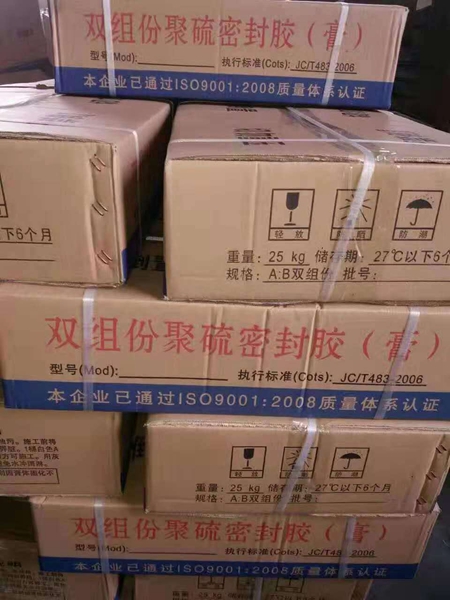 双组份聚硫密封胶（膏）
型号(Mod):
执行标准(Cots): JC/T483-2006
本企业已通过ISO9001:2008质量体系认证
以下6个月
轻放
防晒
防潮
重量: 25 kg 储存期: 27℃以下6个
规格: A:B双组份 批号:
双组份聚硫密封胶（膏）
型号(Mod):
执行标准(Cots): JC/T483-2006
本企业已通过ISO9001:2008质量体系认证
轻放
防潮
重量: 25 kg 储存期: 27℃以下6个月
规格: A:B双组份 批号:
双组份聚硫密封胶（膏）
型号(Mod):
执行标准(Cots): JC/T483-2006
本企业已通过ISO9001:2008质量体系认证